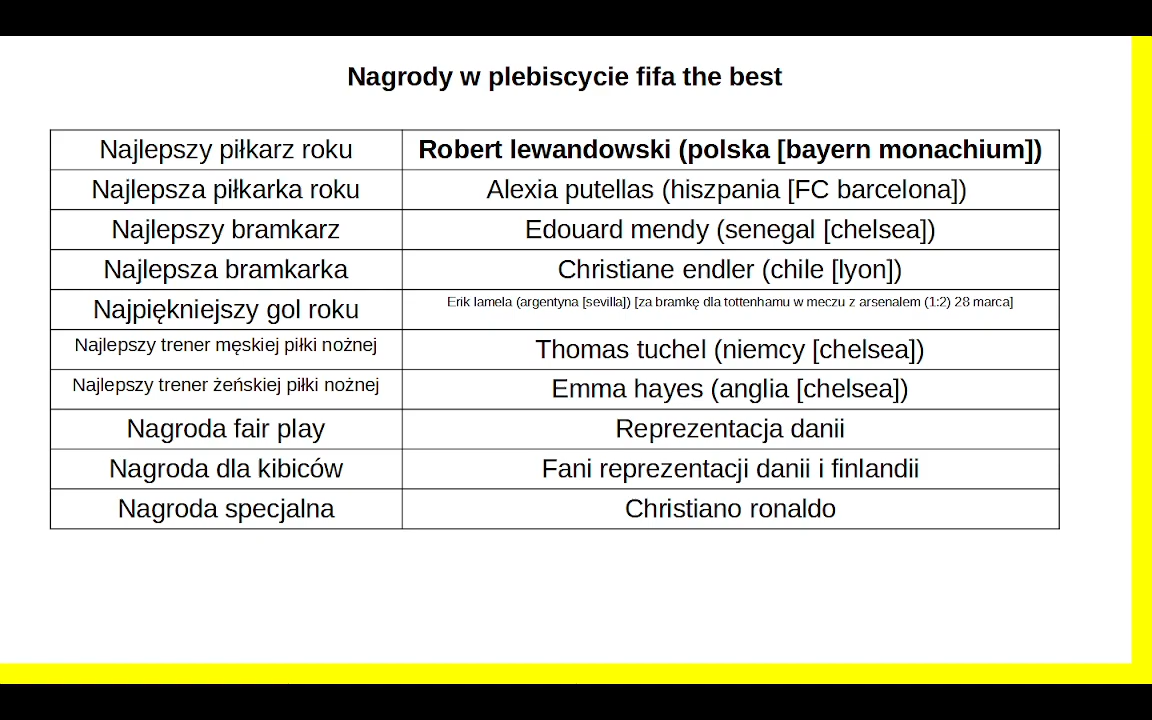 Nagrody w plebiscycie fifa the best
Najlepszy piłkarz roku Robert lewandowski (polska [bayern monachium])
Najlepsza piłkarka roku Alexia putellas (hiszpania [FC barcelona])
Najlepszy bramkarz Edouard mendy (senegal [chelsea])
Najlepsza bramkarka Christiane endler (chile [lyon])
Najpiękniejszy gol roku Erik lamela (argentyna [sevilla]) [za bramkę dla tottenhamu w meczu z arsenalem (1:2) 28 marca]
Najlepszy trener męskiej piłki nożnej Thomas tuchel (niemcy [chelsea])
Najlepszy trener żeńskiej piłki nożnej Emma hayes (anglia [chelsea])
Nagroda fair play Reprezentacja danii
Nagroda dla kibiców Fani reprezentacji danii i finlandii
Nagroda specjalna Christiano ronaldo